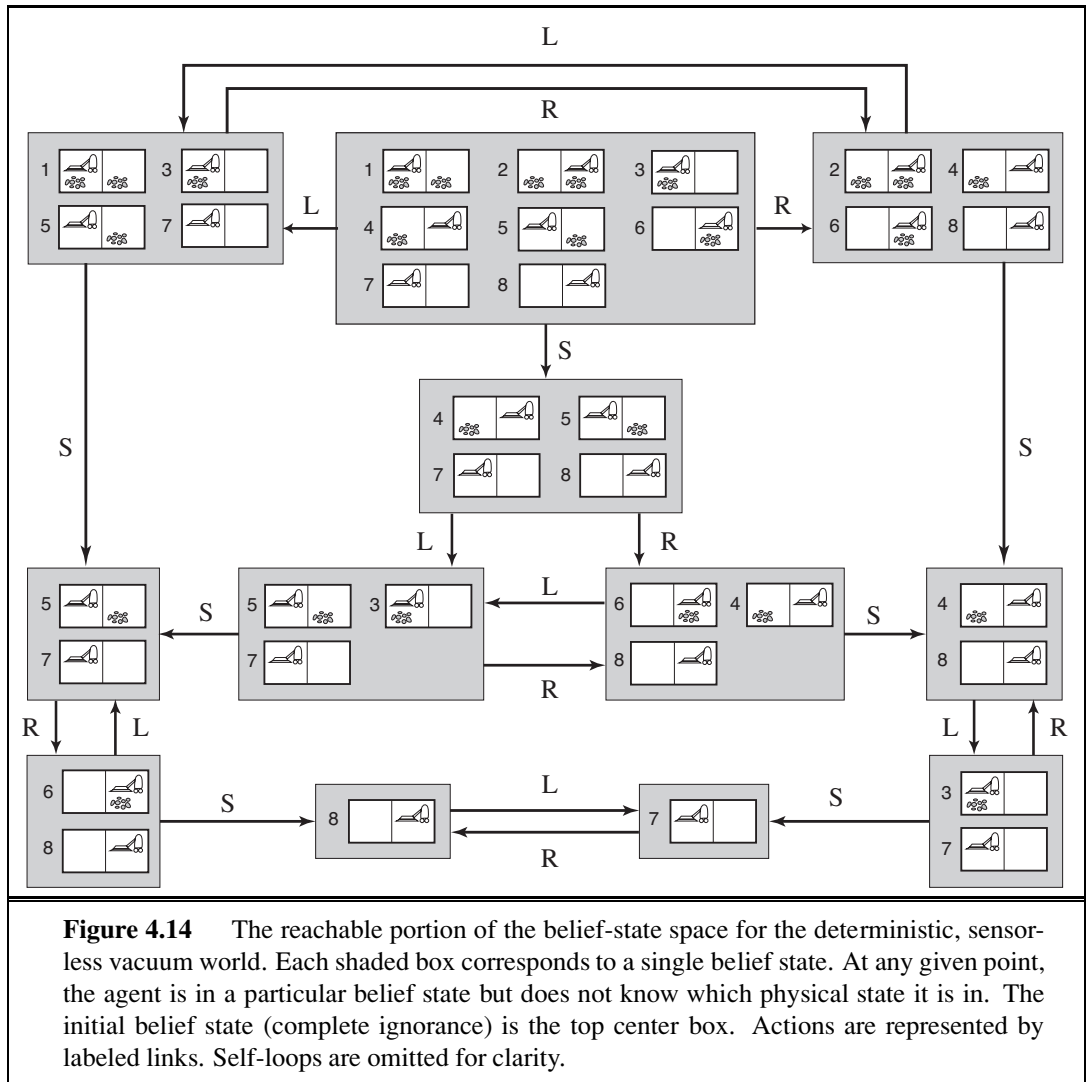 L
R
1 3
5 7
L
1 2 3
4 5 6
7 8
R
2 4
6 8
S
S
4 5
7 8
S
L R
5
7
S
5 3
7
L
R
6 4
8
S
4
8
R L
L R
6
8
S
8
L
R
7
S
3
7
Figure 4.14 The reachable portion of the belief-state space for the deterministic, sensor-
less vacuum world. Each shaded box corresponds to a single belief state. At any given point,
the agent is in a particular belief state but does not know which physical state it is in. The
initial belief state (complete ignorance) is the top center box. Actions are represented by
labeled links. Self-loops are omitted for clarity.